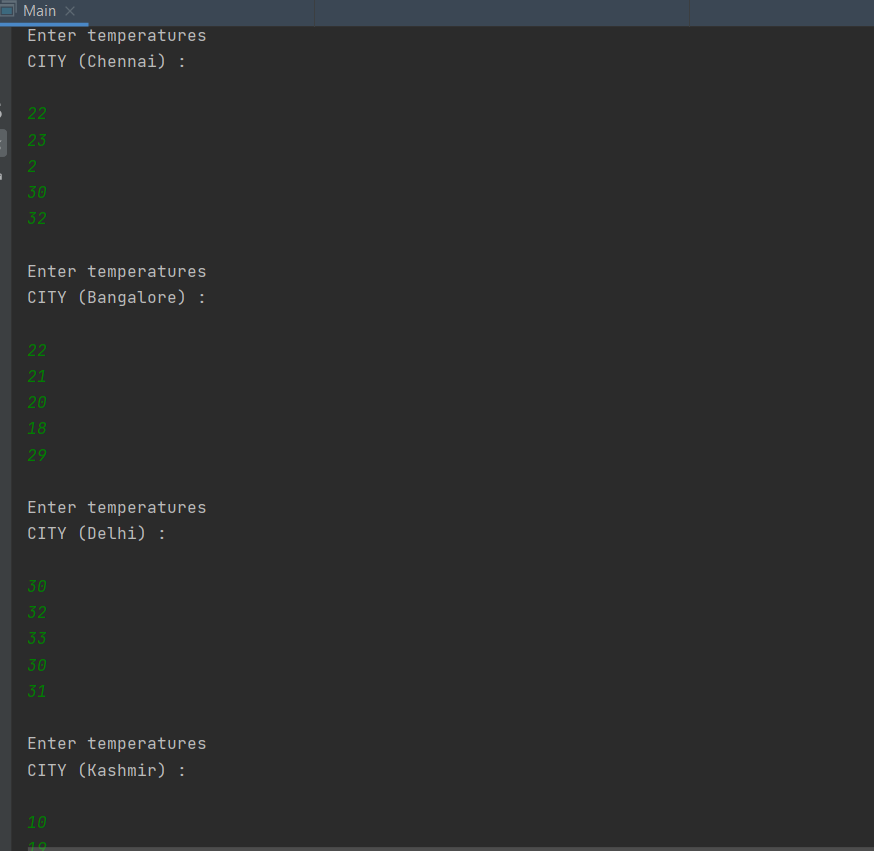 Main
Enter temperatures
CITY (Chennai) :
22
23
2
30
32
Enter temperatures
CITY (Bangalore) :
22
21
20
18
29
Enter temperatures
CITY (Delhi) :
30
32
33
30
31
Enter temperatures
CITY (Kashmir) :
10